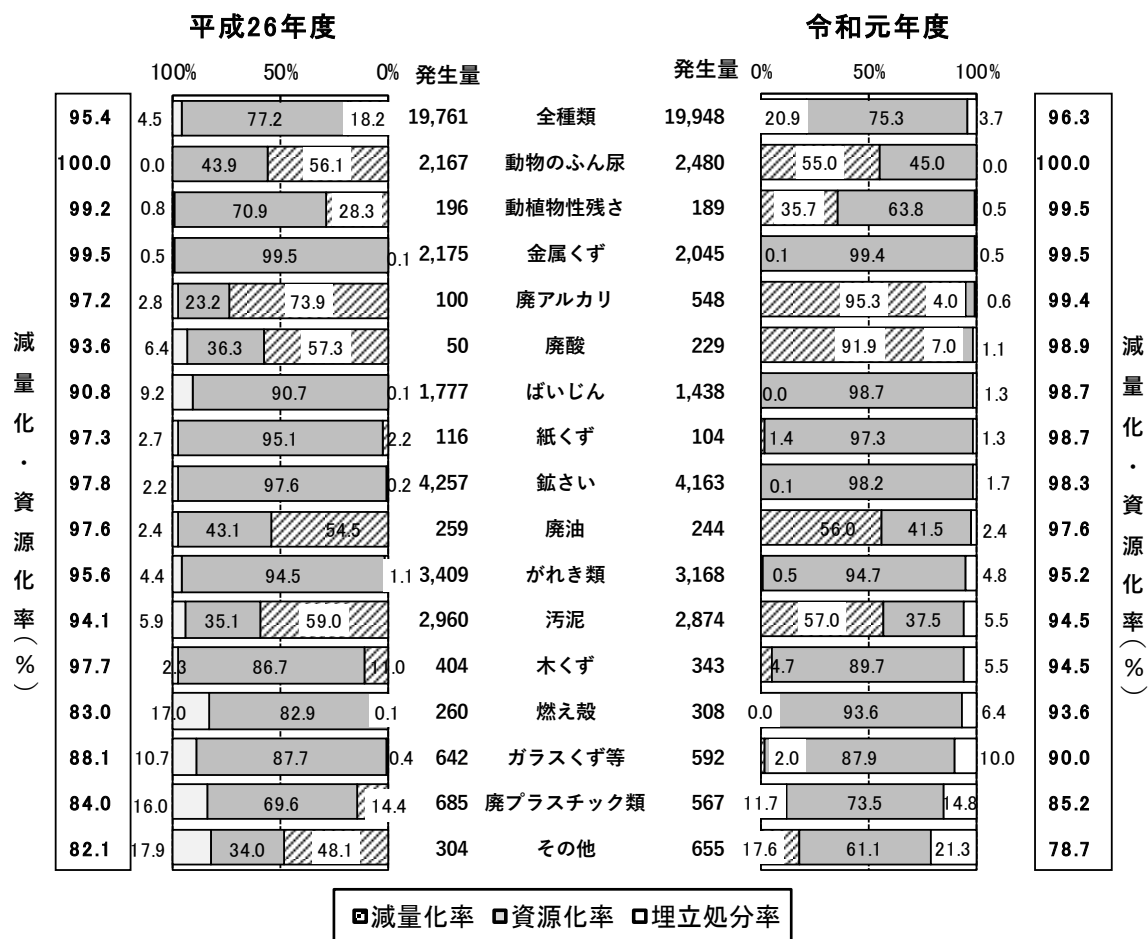 平成26年度 令和元年度
100% 50% 0% 発生量 発生量 0% 50% 100%
95.4 4.5 77.2 18.2 19,761 全種類 19,948 20.9 75.3 3.7 96.3
100.0 0.0 43.9 56.1 2,167 動物のふん尿 2,480 55.0 45.0 0.0 100.0
99.2 0.8 70.9 28.3 196 動植物性残さ 189 35.7 63.8 0.5 99.5
99.5 0.5 99.5 0.1 2,175 金属くず 2,045 0.1 99.4 0.5 99.5
97.2 2.8 23.2 73.9 100 廃アルカリ 548 95.3 4.0 0.6 99.4
93.6 6.4 36.3 57.3 50 廃酸 229 91.9 7.0 1.1 98.9
90.8 9.2 90.7 0.1 1,777 ばいじん 1,438 0.0 98.7 1.3 98.7
97.3 2.7 95.1 2.2 116 紙くず 104 1.4 97.3 1.3 98.7
97.8 2.2 97.6 0.2 4,257 鉱さい 4,163 0.1 98.2 1.7 98.3
97.6 2.4 43.1 54.5 259 廃油 244 56.0 41.5 2.4 97.6
95.6 4.4 94.5 1.1 3,409 がれき類 3,168 0.5 94.7 4.8 95.2
94.1 5.9 35.1 59.0 2,960 汚泥 2,874 57.0 37.5 5.5 94.5
97.7 2.3 86.7 11.0 404 木くず 343 4.7 89.7 5.5 94.5
83.0 17.0 82.9 0.1 260 燃え殻 308 0.0 93.6 6.4 93.6
88.1 10.7 87.7 0.4 642 ガラスくず等 592 2.0 87.9 10.0 90.0
84.0 16.0 69.6 14.4 685 廃プラスチック類 567 11.7 73.5 14.8 85.2
82.1 17.9 34.0 48.1 304 その他 655 17.6 61.1 21.3 78.7
減量化・資源化率(%)
減量化・資源化率(%)
減量化率 資源化率 埋立処分率